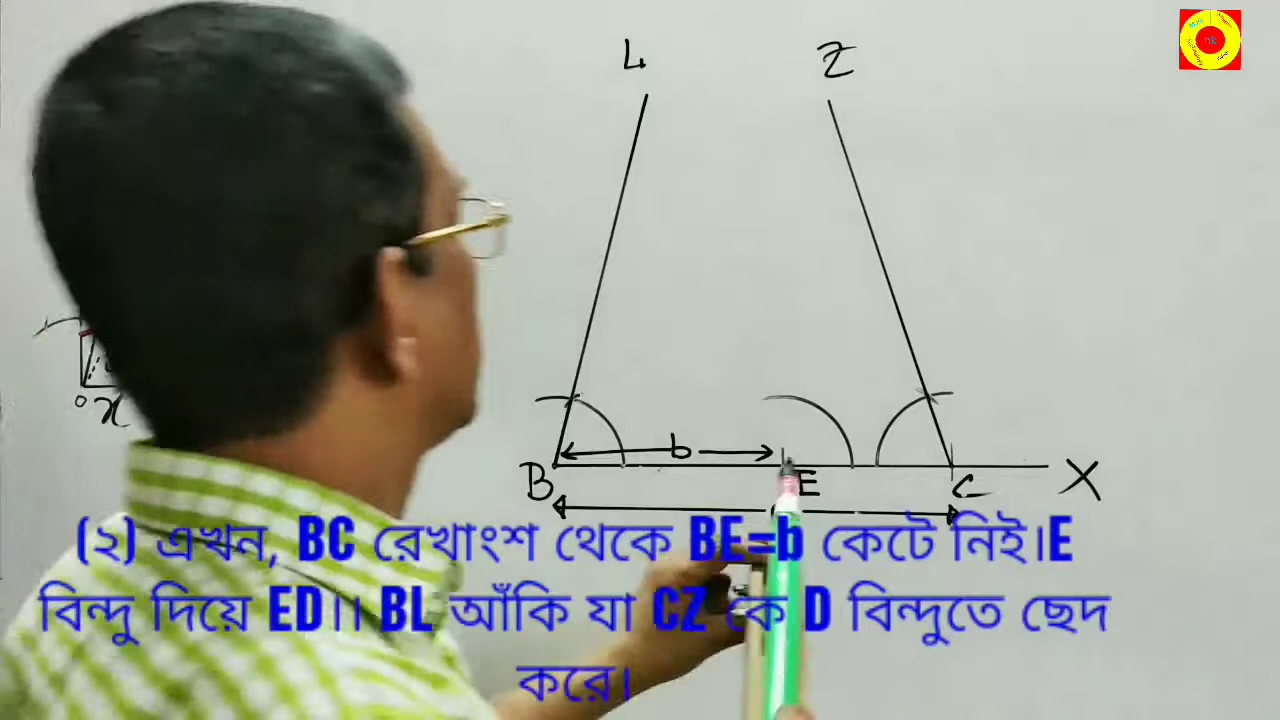 L Z
x
b
B E C X
(২) এখন, BC রেখাংশ থেকে BE=b কেটে নিই।E
বিন্দু দিয়ে ED।। BL আঁকি যা CZ কে D বিন্দুতে ছেদ
করে।